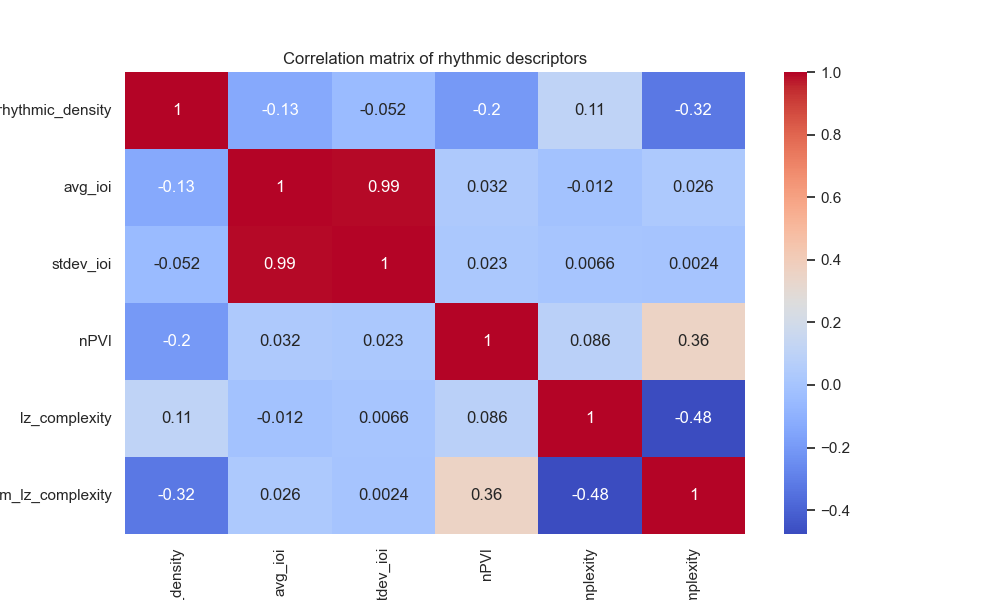 Correlation matrix of rhythmic descriptors
rhythmic_density 1 -0.13 -0.052 -0.2 0.11 -0.32
avg_ioi -0.13 1 0.99 0.032 -0.012 0.026
stdev_ioi -0.052 0.99 1 0.023 0.0066 0.0024
nPVI -0.2 0.032 0.023 1 0.086 0.36
lz_complexity 0.11 -0.012 0.0066 0.086 1 -0.48
m_lz_complexity -0.32 0.026 0.0024 0.36 -0.48 1
_density avg_ioi tdev_ioi nPVI mplexity mplexity
1.0
0.8
0.6
0.4
0.2
0.0
−0.2
−0.4